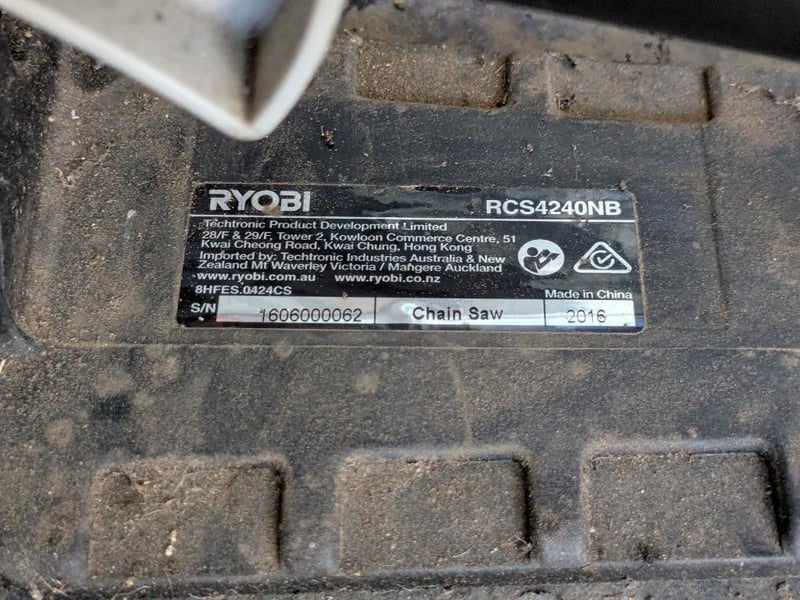 RYOBI RCS4240NB
Techtronic Product Development Limited
28/F & 29/F, Tower 2, Kowloon Commerce Centre, 51
Kwai Cheong Road, Kwai Chung, Hong Kong
Imported by: Techtronic Industries Australia & New
Zealand Mt Waverley Victoria / Mangere Auckland
www.ryobi.com.au www.ryobi.co.nz
8HFES.0424CS Made in China
S/N 1606000062 Chain Saw 2016